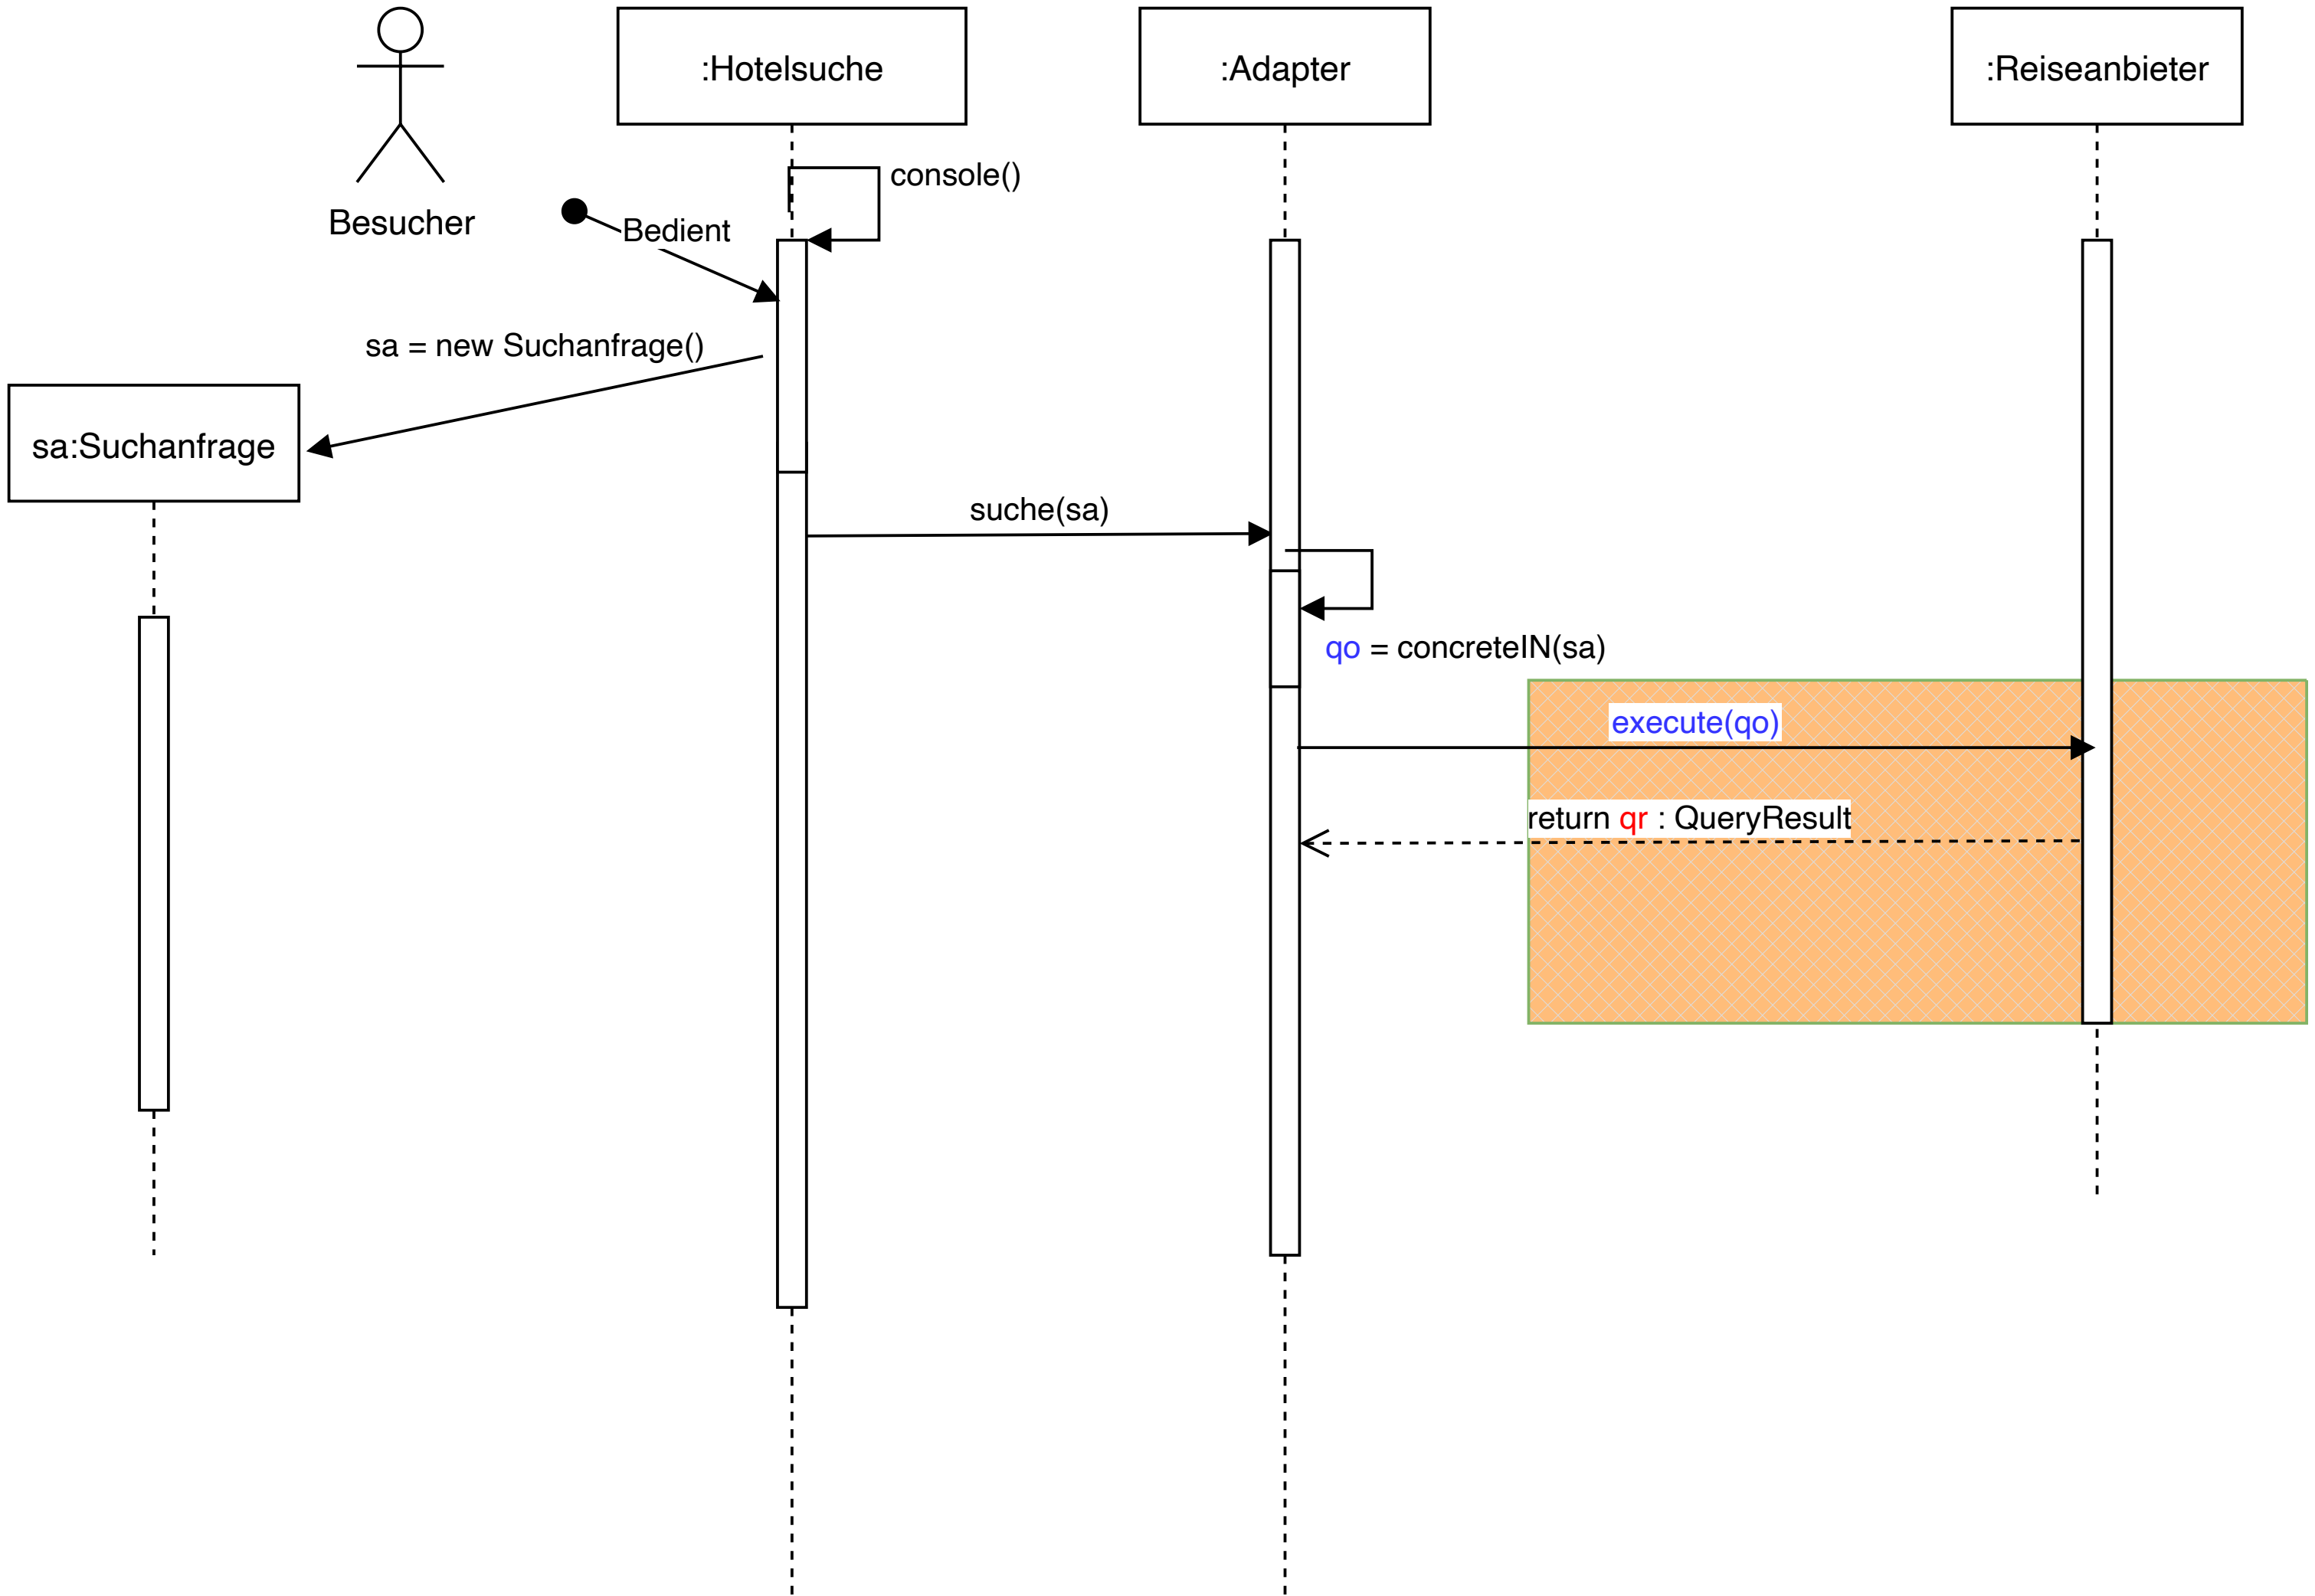 :Hotelsuche
:Adapter
:Reiseanbieter
console()
Besucher
Bedient
sa = new Suchanfrage()
sa:Suchanfrage
suche(sa)
qo = concreteIN(sa)
execute(qo)
return qr : QueryResult